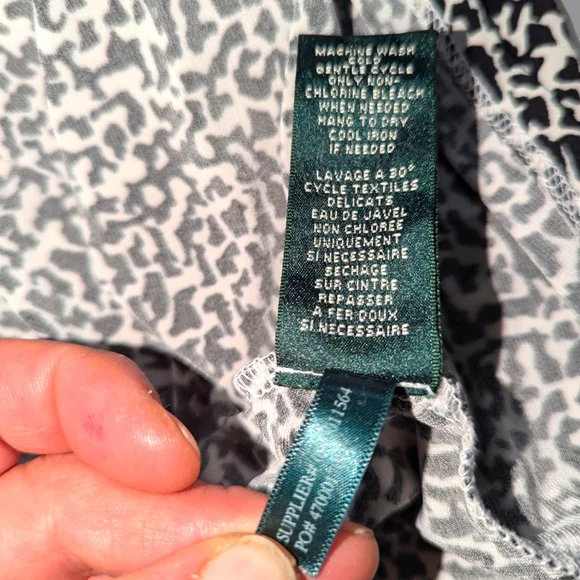 MACHINE WASH
COLD
GENTLE CYCLE
ONLY NON-
CHLORINE BLEACH
WHEN NEEDED
HANG TO DRY
COOL IRON
IF NEEDED
LAVAGE A 30°
CYCLE TEXTILES
DELICATS
EAU DE JAVEL
NON CHLOREE
UNIQUEMENT
SI NECESSAIRE
SECHAGE
SUR CINTRE
REPASSER
A FER DOUX
SI NECESSAIRE
SUPPLIER# 11564
PO#